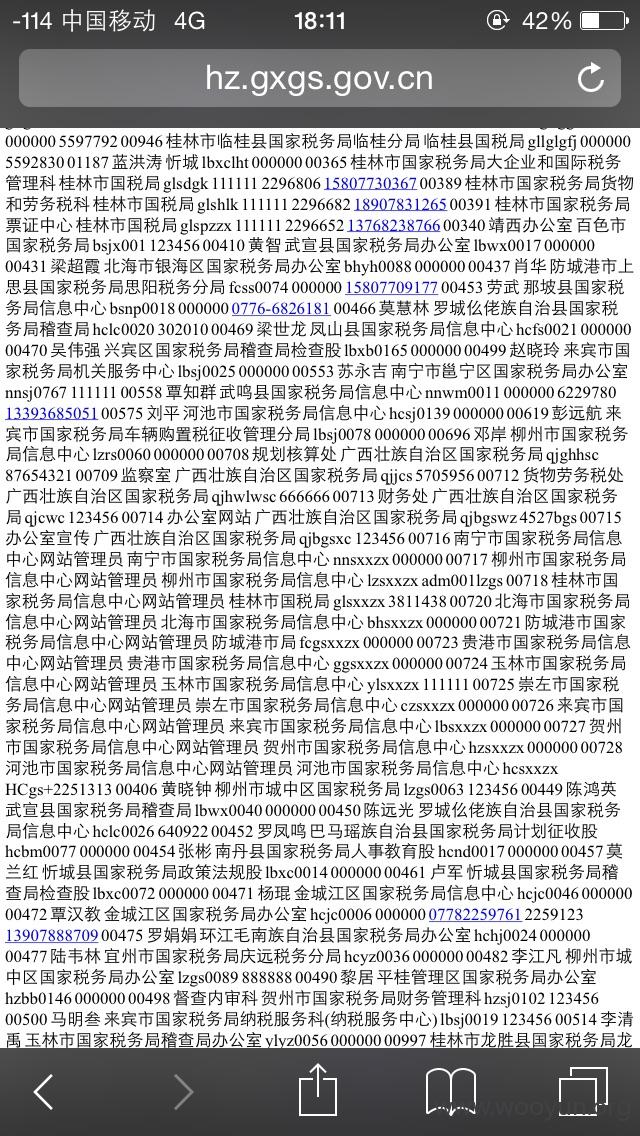 -114 中国移动 4G 18:11 42%
hz.gxgs.gov.cn
000000 5597792 00946 桂林市临桂县国家税务局临桂分局 临桂县国税局 gllglgfj 000000
5592830 01187 蓝洪涛 忻城 lbxclht 000000 00365 桂林市国家税务局大企业和国际税务
管理科 桂林市国税局 glsdgk 111111 2296806 15807730367 00389 桂林市国家税务局货物
和劳务税科 桂林市国税局 glshlk 111111 2296682 18907831265 00391 桂林市国家税务局
票证中心 桂林市国税局 glspzzx 111111 2296652 13768238766 00340 靖西办公室 百色市
国家税务局 bsjx001 123456 00410 黄智 武宣县国家税务局办公室 lbwx0017 000000
00431 梁超霞 北海市银海区国家税务局办公室 bhyh0088 000000 00437 肖华 防城港市上
思县国家税务局思阳税务分局 fcss0074 000000 15807709177 00453 劳武 那坡县国家税
务局信息中心 bsnp0018 000000 0776-6826181 00466 莫慧林 罗城仫佬族自治县国家税
务局稽查局 hclc0020 302010 00469 梁世龙 凤山县国家税务局信息中心 hcfs0021 000000
00470 吴伟强 兴宾区国家税务局稽查局检查股 lbxb0165 000000 00499 赵晓玲 来宾市国
家税务局机关服务中心 lbsj0025 000000 00553 苏永吉 南宁市邕宁区国家税务局办公室
nnsj0767 111111 00558 覃知群 武鸣县国家税务局信息中心 nnwm0011 000000 6229780
13393685051 00575 刘平 河池市国家税务局信息中心 hcsj0139 000000 00619 彭远航 来
宾市国家税务局车辆购置税征收管理分局 lbsj0078 000000 00696 邓岸 柳州市国家税务
局信息中心 lzrs0060 000000 00708 规划核算处 广西壮族自治区国家税务局 qjghhsc
87654321 00709 监察室 广西壮族自治区国家税务局 qjjcs 5705956 00712 货物劳务税处
广西壮族自治区国家税务局 qjhwlwsc 666666 00713 财务处 广西壮族自治区国家税务
局 qjcwc 123456 00714 办公室网站 广西壮族自治区国家税务局 qjbgswz 4527bgs 00715
办公室宣传 广西壮族自治区国家税务局 qjbgsxc 123456 00716 南宁市国家税务局信息
中心网站管理员 南宁市国家税务局信息中心 nnsxxzx 000000 00717 柳州市国家税务
局信息中心网站管理员 柳州市国家税务局信息中心 lzsxxzx adm001lzgs 00718 桂林市国
家税务局信息中心网站管理员 桂林市国税局 glsxxzx 3811438 00720 北海市国家税务局
信息中心网站管理员 北海市国家税务局信息中心 bhsxxzx 000000 00721 防城港市国家
税务局信息中心网站管理员 防城港市局 fcgsxxzx 000000 00723 贵港市国家税务局信息
中心网站管理员 贵港市国家税务局信息中心 ggsxxzx 000000 00724 玉林市国家税务局
信息中心网站管理员 玉林市国家税务局信息中心 ylsxxzx 111111 00725 崇左市国家税
务局信息中心网站管理员 崇左市国家税务局信息中心 czsxxzx 000000 00726 来宾市国
家税务局信息中心网站管理员 来宾市国家税务局信息中心 lbsxxzx 000000 00727 贺州
市国家税务局信息中心网站管理员 贺州市国家税务局信息中心 hzsxxzx 000000 00728
河池市国家税务局信息中心网站管理员 河池市国家税务局信息中心 hcsxxzx
HCgs+2251313 00406 黄晓钟 柳州市城中区国家税务局 lzgs0063 123456 00449 陈鸿英
武宣县国家税务局稽查局 lbwx0040 000000 00450 陈远光 罗城仫佬族自治县国家税务
局信息中心 hclc0026 640922 00452 罗凤鸣 巴马瑶族自治县国家税务局计划征收股
hcbm0077 000000 00454 张彬 南丹县国家税务局人事教育股 hcnd0017 000000 00457 莫
兰红 忻城县国家税务局政策法规股 lbxc0014 000000 00461 卢军 忻城县国家税务局稽
查局检查股 lbxc0072 000000 00471 杨琨 金城江区国家税务局信息中心 hcjc0046 000000
00472 覃汉教 金城江区国家税务局办公室 hcjc0006 000000 07782259761 2259123
13907888709 00475 罗娟娟 环江毛南族自治县国家税务局办公室 hchj0024 000000
00477 陆韦林 宜州市国家税务局庆远税务分局 hcyz0036 000000 00482 李江凡 柳州市城
中区国家税务局办公室 lzgs0089 888888 00490 黎居 平桂管理区国家税务局办公室
hzbb0146 000000 00498 督查内审科 贺州市国家税务局财务管理科 hzsj0102 123456
00500 马明叁 来宾市国家税务局纳税服务科(纳税服务中心) lbsj0019 123456 00514 李清
禹 玉林市国家税务局稽查局办公室 ylyz0056 000000 00997 桂林市龙胜县国家税务局龙
www.wooyun.org